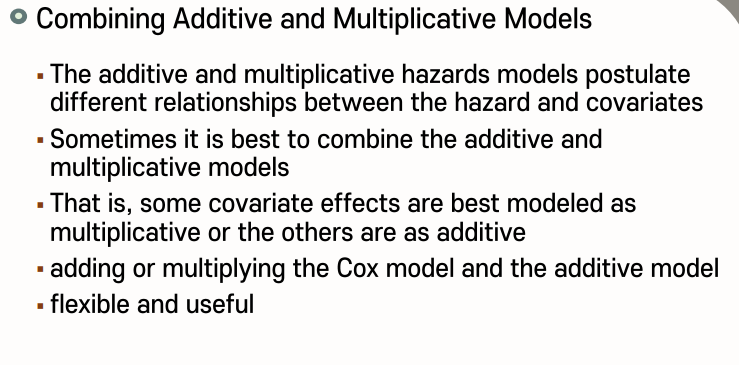 Combining Additive and Multiplicative Models
The additive and multiplicative hazards models postulate
different relationships between the hazard and covariates
Sometimes it is best to combine the additive and
multiplicative models
That is, some covariate effects are best modeled as
multiplicative or the others are as additive
adding or multiplying the Cox model and the additive model
flexible and useful